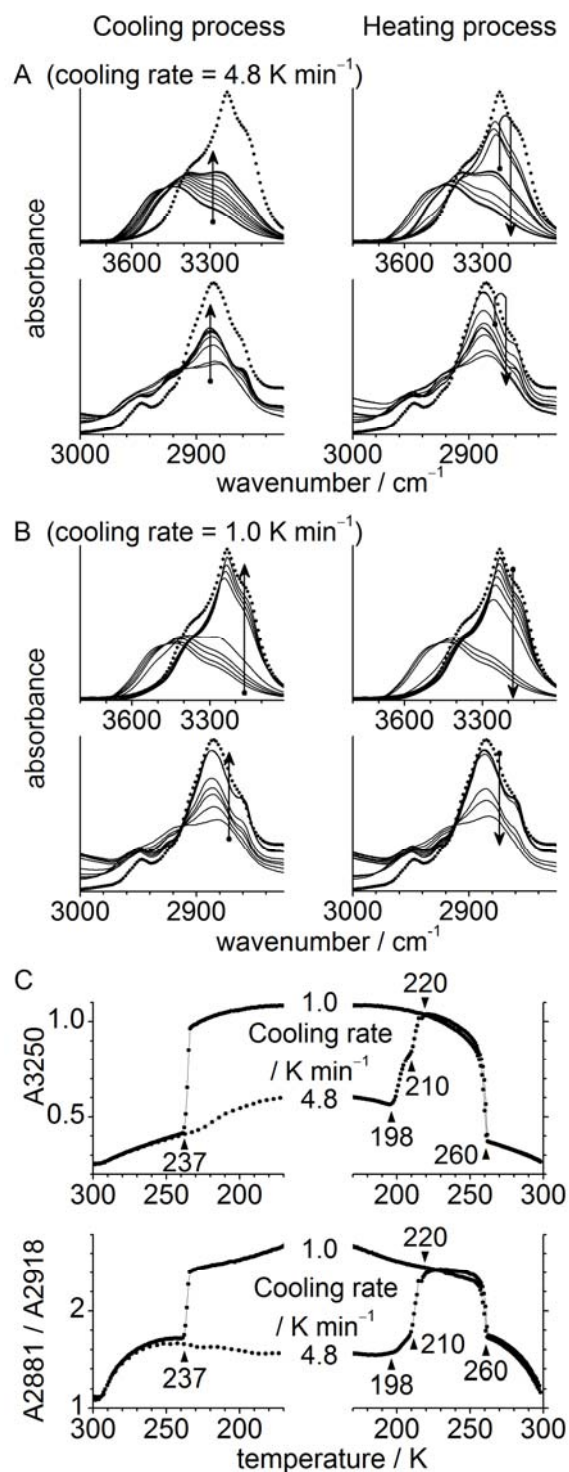 Cooling process Heating process
A (cooling rate = 4.8 K min⁻¹)
absorbance
3600 3300 3600 3300
3000 2900 3000 2900
wavenumber / cm⁻¹
B (cooling rate = 1.0 K min⁻¹)
absorbance
3600 3300 3600 3300
3000 2900 3000 2900
wavenumber / cm⁻¹
C
A3250
1.0
0.5
220
1.0
Cooling rate
/ K min⁻¹
4.8
210
198
237
260
300 250 200 200 250 300
A2881 / A2918
2
1
220
1.0
Cooling rate
/ K min⁻¹
4.8
210
198
237
260
300 250 200 200 250 300
temperature / K